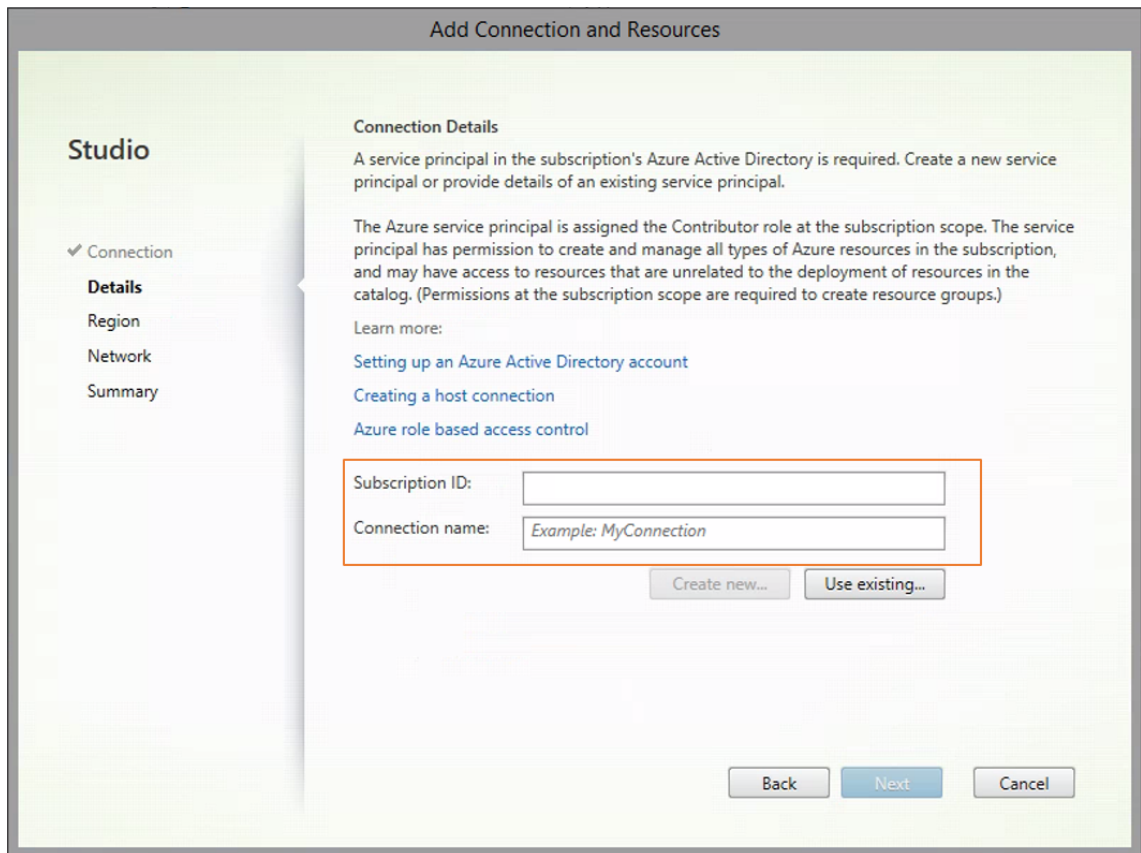 Add Connection and Resources
Studio
✔ Connection
Details
Region
Network
Summary
Connection Details
A service principal in the subscription's Azure Active Directory is required. Create a new service
principal or provide details of an existing service principal.
The Azure service principal is assigned the Contributor role at the subscription scope. The service
principal has permission to create and manage all types of Azure resources in the subscription,
and may have access to resources that are unrelated to the deployment of resources in the
catalog. (Permissions at the subscription scope are required to create resource groups.)
Learn more:
Setting up an Azure Active Directory account
Creating a host connection
Azure role based access control
Subscription ID:
Connection name: Example: MyConnection
Create new... Use existing...
Back Next Cancel